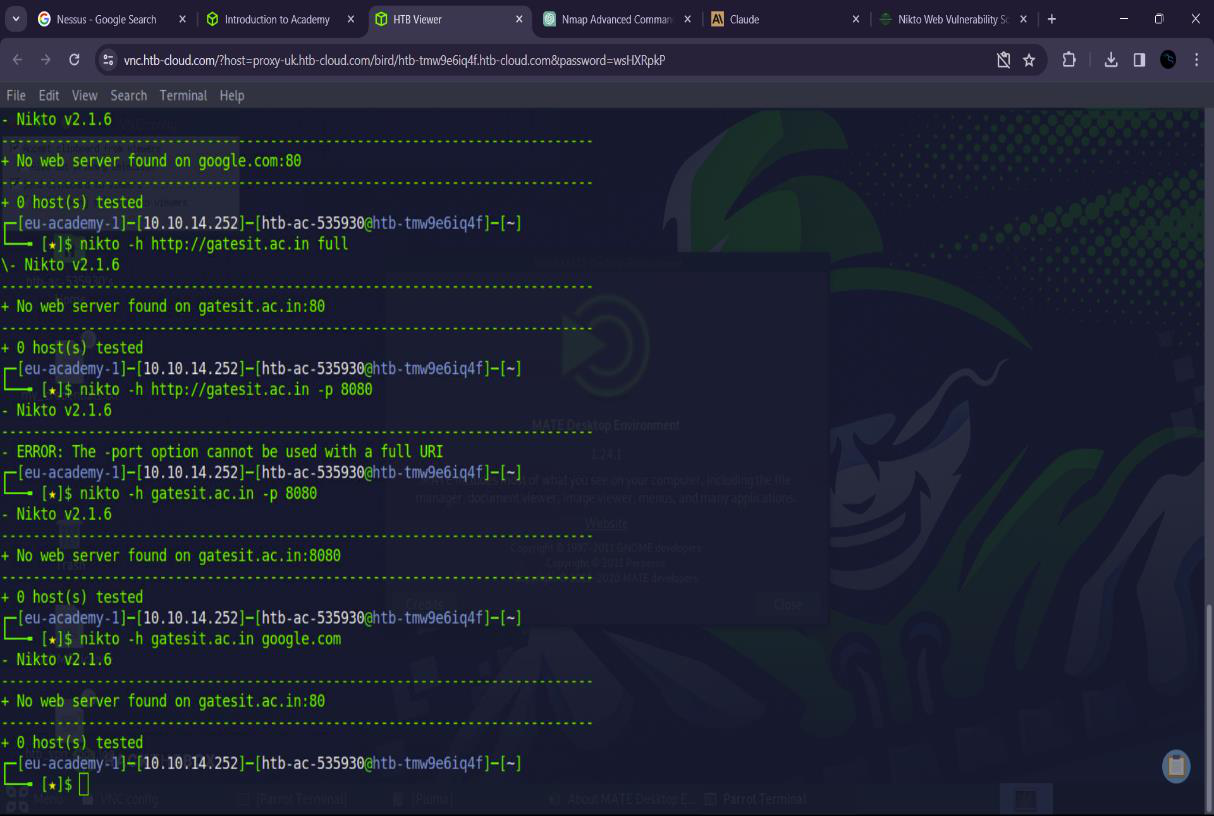 Nessus - Google Search
Introduction to Academy
HTB Viewer
Nmap Advanced Comman
Claude
Nikto Web Vulnerability Sc
vnc.htb-cloud.com/?host=proxy-uk.htb-cloud.com/bird/htb-tmw9e6iq4f.htb-cloud.com&password=wsHXRpkP
File Edit View Search Terminal Help
- Nikto v2.1.6
---------------------------------------------------------------------------
+ No web server found on google.com:80
---------------------------------------------------------------------------
+ 0 host(s) tested
┌─[eu-academy-1]─[10.10.14.252]─[htb-ac-535930@htb-tmw9e6iq4f]─[~]
└──╼ [★]$ nikto -h http://gatesit.ac.in full
\- Nikto v2.1.6
---------------------------------------------------------------------------
+ No web server found on gatesit.ac.in:80
---------------------------------------------------------------------------
+ 0 host(s) tested
┌─[eu-academy-1]─[10.10.14.252]─[htb-ac-535930@htb-tmw9e6iq4f]─[~]
└──╼ [★]$ nikto -h http://gatesit.ac.in -p 8080
- Nikto v2.1.6
---------------------------------------------------------------------------
- ERROR: The -port option cannot be used with a full URI
┌─[eu-academy-1]─[10.10.14.252]─[htb-ac-535930@htb-tmw9e6iq4f]─[~]
└──╼ [★]$ nikto -h gatesit.ac.in -p 8080
- Nikto v2.1.6
---------------------------------------------------------------------------
+ No web server found on gatesit.ac.in:8080
---------------------------------------------------------------------------
+ 0 host(s) tested
┌─[eu-academy-1]─[10.10.14.252]─[htb-ac-535930@htb-tmw9e6iq4f]─[~]
└──╼ [★]$ nikto -h gatesit.ac.in google.com
- Nikto v2.1.6
---------------------------------------------------------------------------
+ No web server found on gatesit.ac.in:80
---------------------------------------------------------------------------
+ 0 host(s) tested
┌─[eu-academy-1]─[10.10.14.252]─[htb-ac-535930@htb-tmw9e6iq4f]─[~]
└──╼ [★]$
MATE Desktop Environment
1.24.1
of what you see on your computer, including the file
manager, document viewer, image viewer, menus, and many applications.
Website
Copyright © 1997-2011 GNOME developers
Copyright © 2011 Perberos
2020 MATE developers
Credits
Close
Trash
Menu
VNC config
[Parrot Terminal]
[Pluma]
About MATE Desktop E...
Parrot Terminal